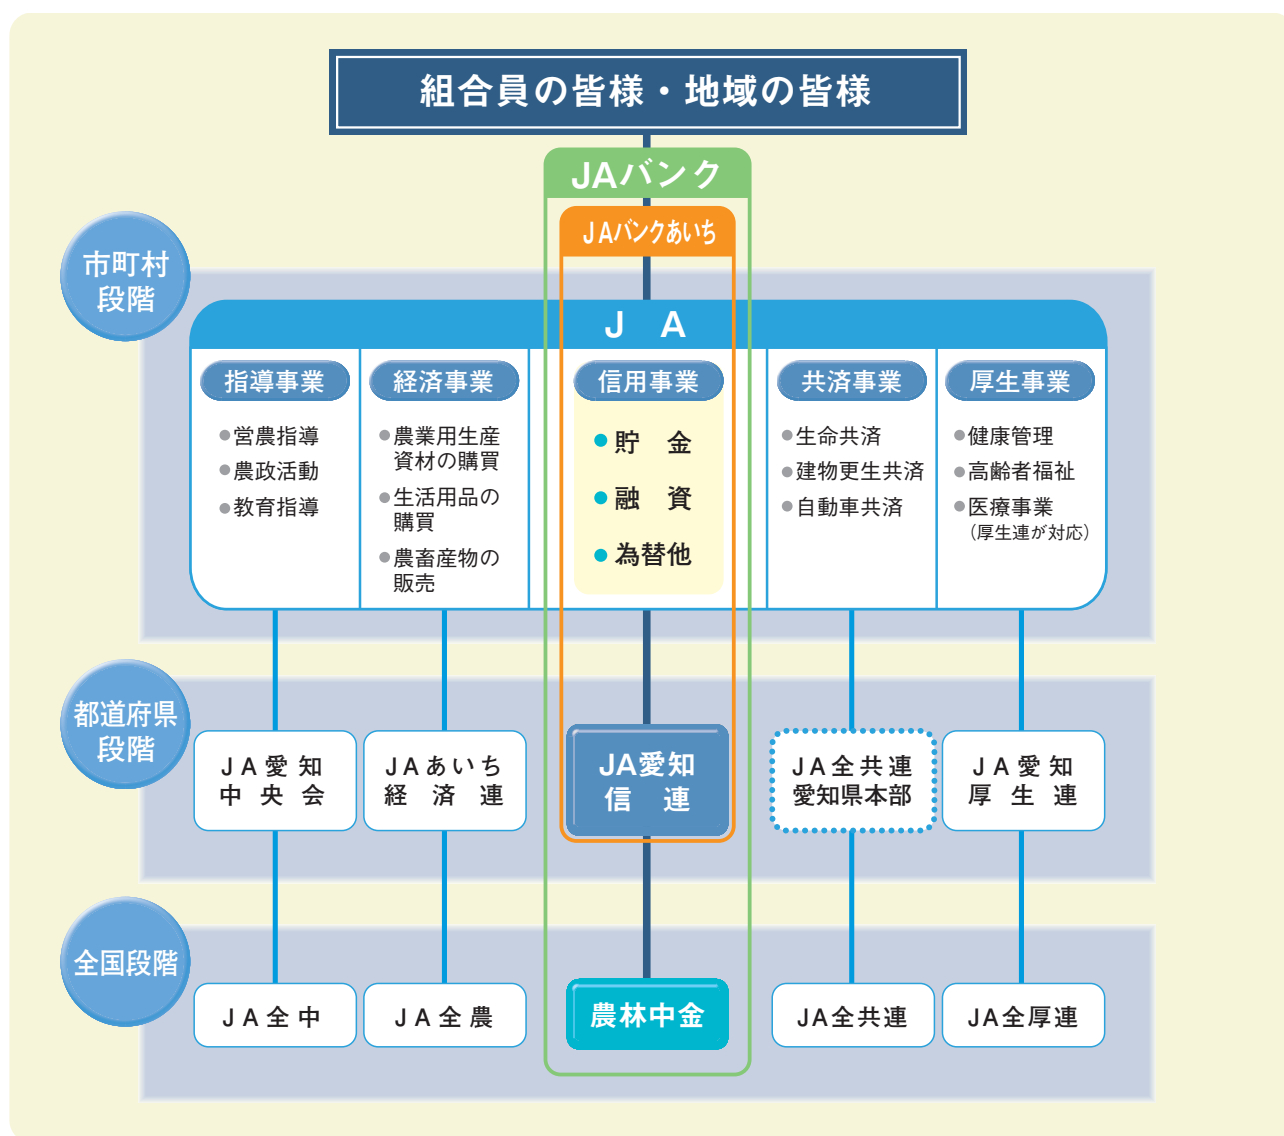 組合員の皆様・地域の皆様
JAバンク
JAバンクあいち
市町村
段階
J A
指導事業
●営農指導
●農政活動
●教育指導
経済事業
●農業用生産
資材の購買
●生活用品の
購買
●農畜産物の
販売
信用事業
●貯 金
●融 資
●為替他
共済事業
●生命共済
●建物更生共済
●自動車共済
厚生事業
●健康管理
●高齢者福祉
●医療事業
(厚生連が対応)
都道府県
段階
JA愛知
中央会
JAあいち
経済連
JA愛知
信 連
JA全共連
愛知県本部
JA愛知
厚生連
全国段階
JA全中
JA全農
農林中金
JA全共連
JA全厚連